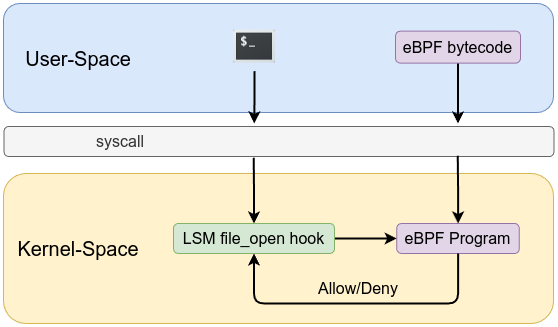 User-Space
$_
eBPF bytecode
syscall
Kernel-Space
LSM file_open hook
eBPF Program
Allow/Deny